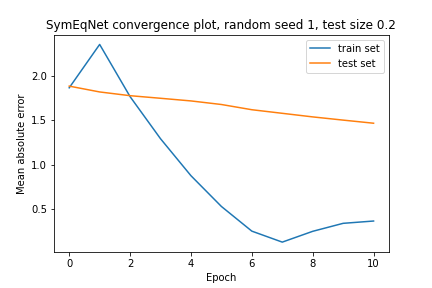 SymEqNet convergence plot, random seed 1, test size 0.2
train set
test set
2.0
1.5
1.0
0.5
Mean absolute error
0 2 4 6 8 10
Epoch